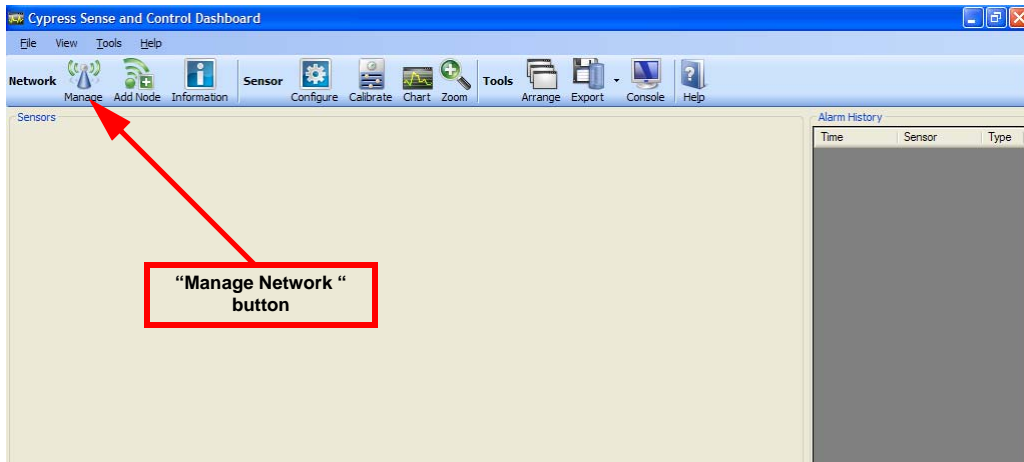 Cypress Sense and Control Dashboard
File View Tools Help
Network Manage Add Node Information Sensor Configure Calibrate Chart Zoom Tools Arrange Export Console Help
Sensors
Alarm History
Time Sensor Type
“Manage Network “
button